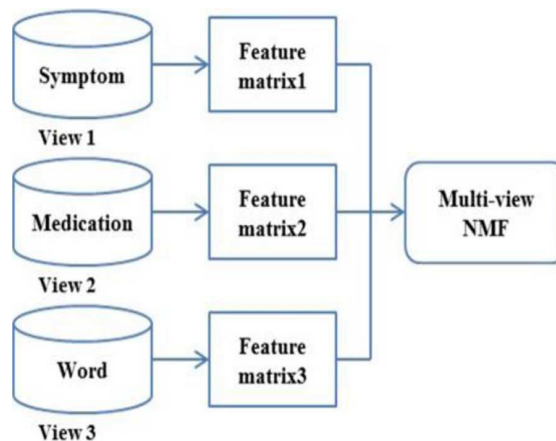 Symptom
Feature
matrix1
View 1
Medication
Feature
matrix2
Multi-view
NMF
View 2
Word
Feature
matrix3
View 3